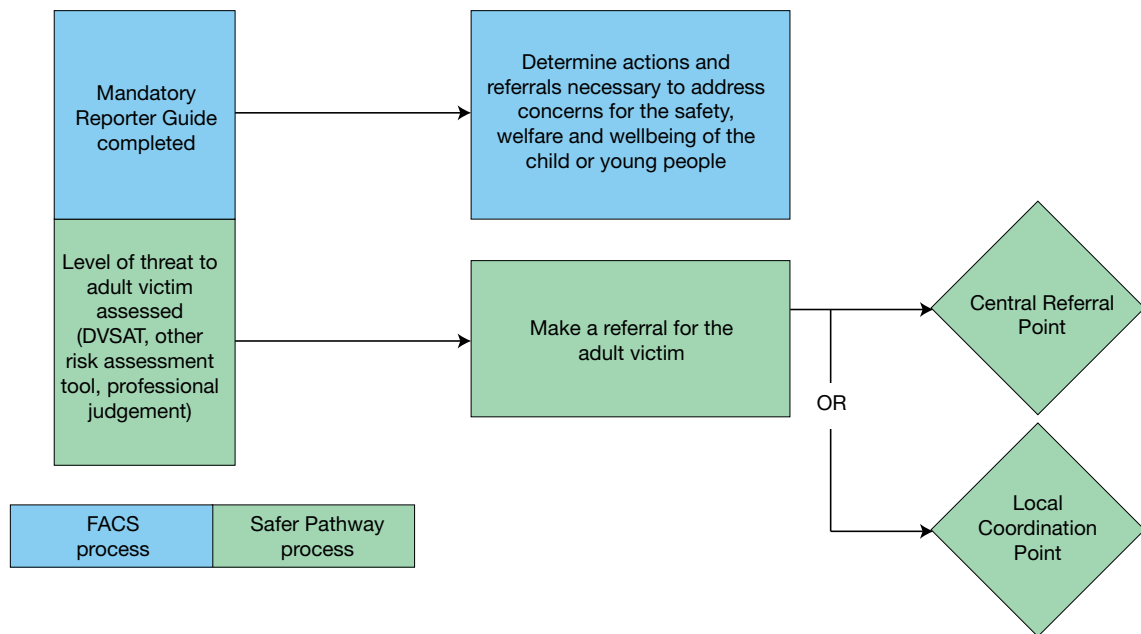 Mandatory
Reporter Guide
completed
Determine actions and
referrals necessary to address
concerns for the safety,
welfare and wellbeing of the
child or young people
Level of threat to
adult victim
assessed
(DVSAT, other
risk assessment
tool, professional
judgement)
Make a referral for the
adult victim
Central Referral
Point
OR
Local
Coordination
Point
FACS
process
Safer Pathway
process